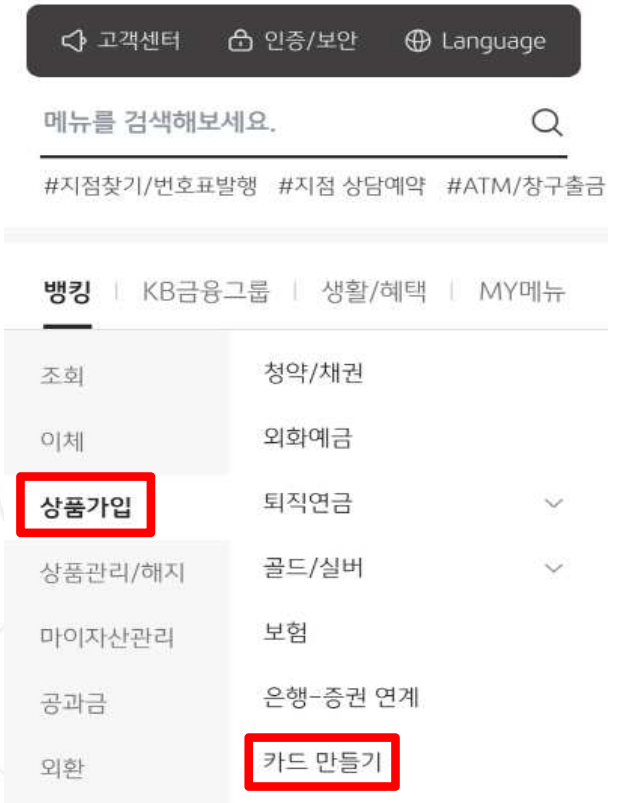 고객센터 인증/보안 Language
메뉴를 검색해보세요.
#지점찾기/번호표발행 #지점 상담예약 #ATM/창구출금
뱅킹 KB금융그룹 생활/혜택 MY메뉴
조회 청약/채권
이체 외화예금
상품가입 퇴직연금
상품관리/해지 골드/실버
마이자산관리 보험
공과금 은행-증권 연계
외환 카드 만들기